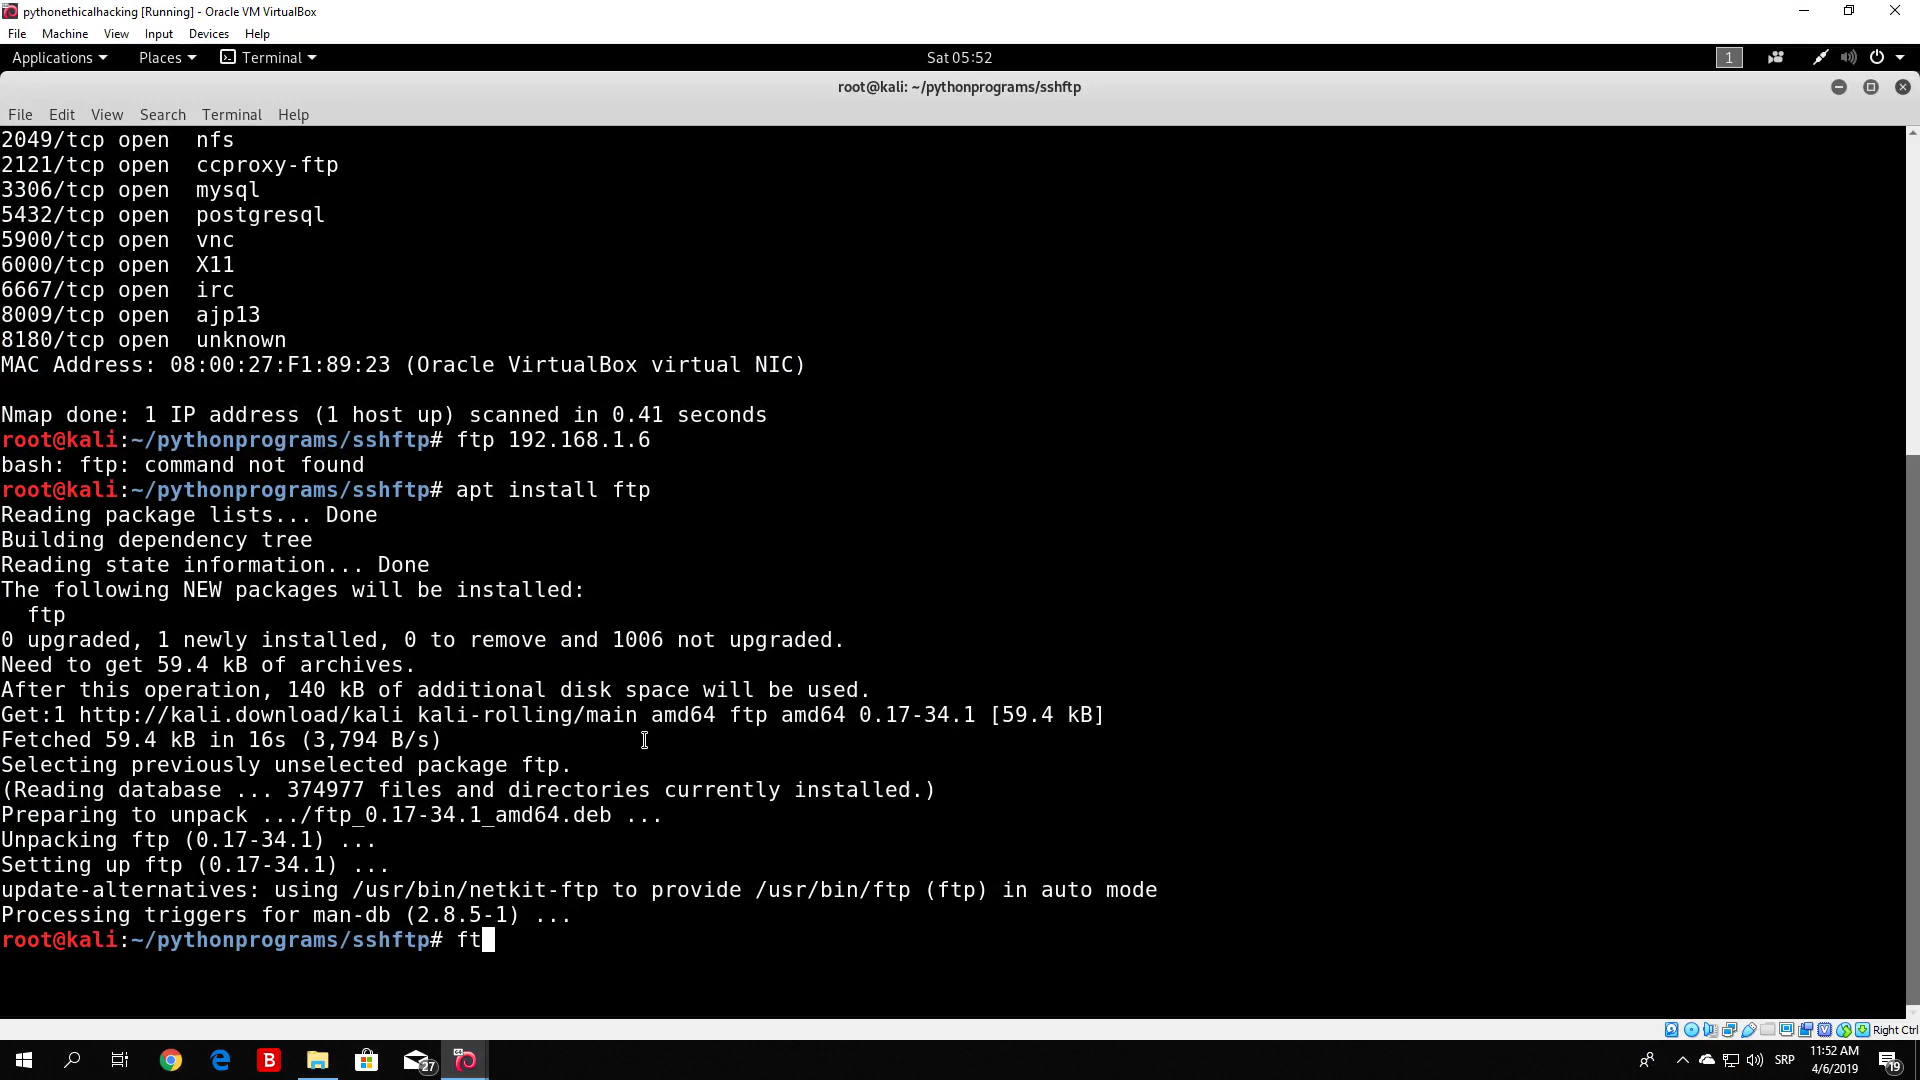 pythonethicalhacking [Running] - Oracle VM VirtualBox
File Machine View Input Devices Help
Applications Places Terminal Sat 05:52 1
root@kali: ~/pythonprograms/sshftp
File Edit View Search Terminal Help
2049/tcp open  nfs
2121/tcp open  ccproxy-ftp
3306/tcp open  mysql
5432/tcp open  postgresql
5900/tcp open  vnc
6000/tcp open  X11
6667/tcp open  irc
8009/tcp open  ajp13
8180/tcp open  unknown
MAC Address: 08:00:27:F1:89:23 (Oracle VirtualBox virtual NIC)
Nmap done: 1 IP address (1 host up) scanned in 0.41 seconds
root@kali:~/pythonprograms/sshftp# ftp 192.168.1.6
bash: ftp: command not found
root@kali:~/pythonprograms/sshftp# apt install ftp
Reading package lists... Done
Building dependency tree
Reading state information... Done
The following NEW packages will be installed:
  ftp
0 upgraded, 1 newly installed, 0 to remove and 1006 not upgraded.
Need to get 59.4 kB of archives.
After this operation, 140 kB of additional disk space will be used.
Get:1 http://kali.download/kali kali-rolling/main amd64 ftp amd64 0.17-34.1 [59.4 kB]
Fetched 59.4 kB in 16s (3,794 B/s)
Selecting previously unselected package ftp.
(Reading database ... 374977 files and directories currently installed.)
Preparing to unpack .../ftp_0.17-34.1_amd64.deb ...
Unpacking ftp (0.17-34.1) ...
Setting up ftp (0.17-34.1) ...
update-alternatives: using /usr/bin/netkit-ftp to provide /usr/bin/ftp (ftp) in auto mode
Processing triggers for man-db (2.8.5-1) ...
root@kali:~/pythonprograms/sshftp# ft
Right Ctrl
B 27 SRP 11:52 AM 19
4/6/2019